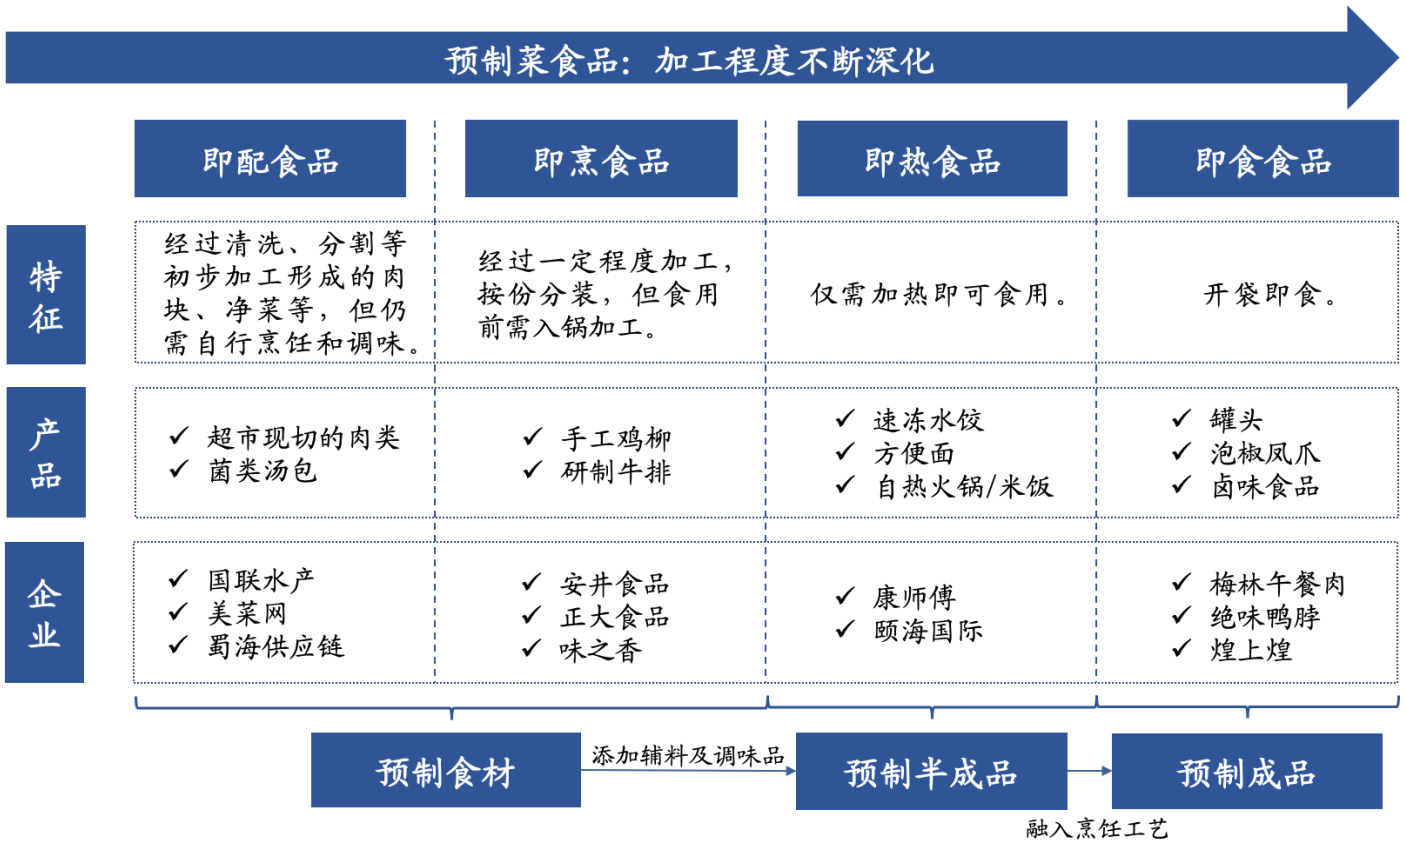 预制菜食品：加工程度不断深化
即配食品
即烹食品
即热食品
即食食品
特征
经过清洗、分割等
初步加工形成的肉
块、净菜等，但仍
需自行烹饪和调味。
经过一定程度加工，
按份分装，但食用
前需入锅加工。
仅需加热即可食用。
开袋即食。
产品
✓ 超市现切的肉类
✓ 菌类汤包
✓ 手工鸡柳
✓ 研制牛排
✓ 速冻水饺
✓ 方便面
✓ 自热火锅/米饭
✓ 罐头
✓ 泡椒凤爪
✓ 卤味食品
企业
✓ 国联水产
✓ 美菜网
✓ 蜀海供应链
✓ 安井食品
✓ 正大食品
✓ 味之香
✓ 康师傅
✓ 颐海国际
✓ 梅林午餐肉
✓ 绝味鸭脖
✓ 煌上煌
预制食材
添加辅料及调味品
预制半成品
融入烹饪工艺
预制成品